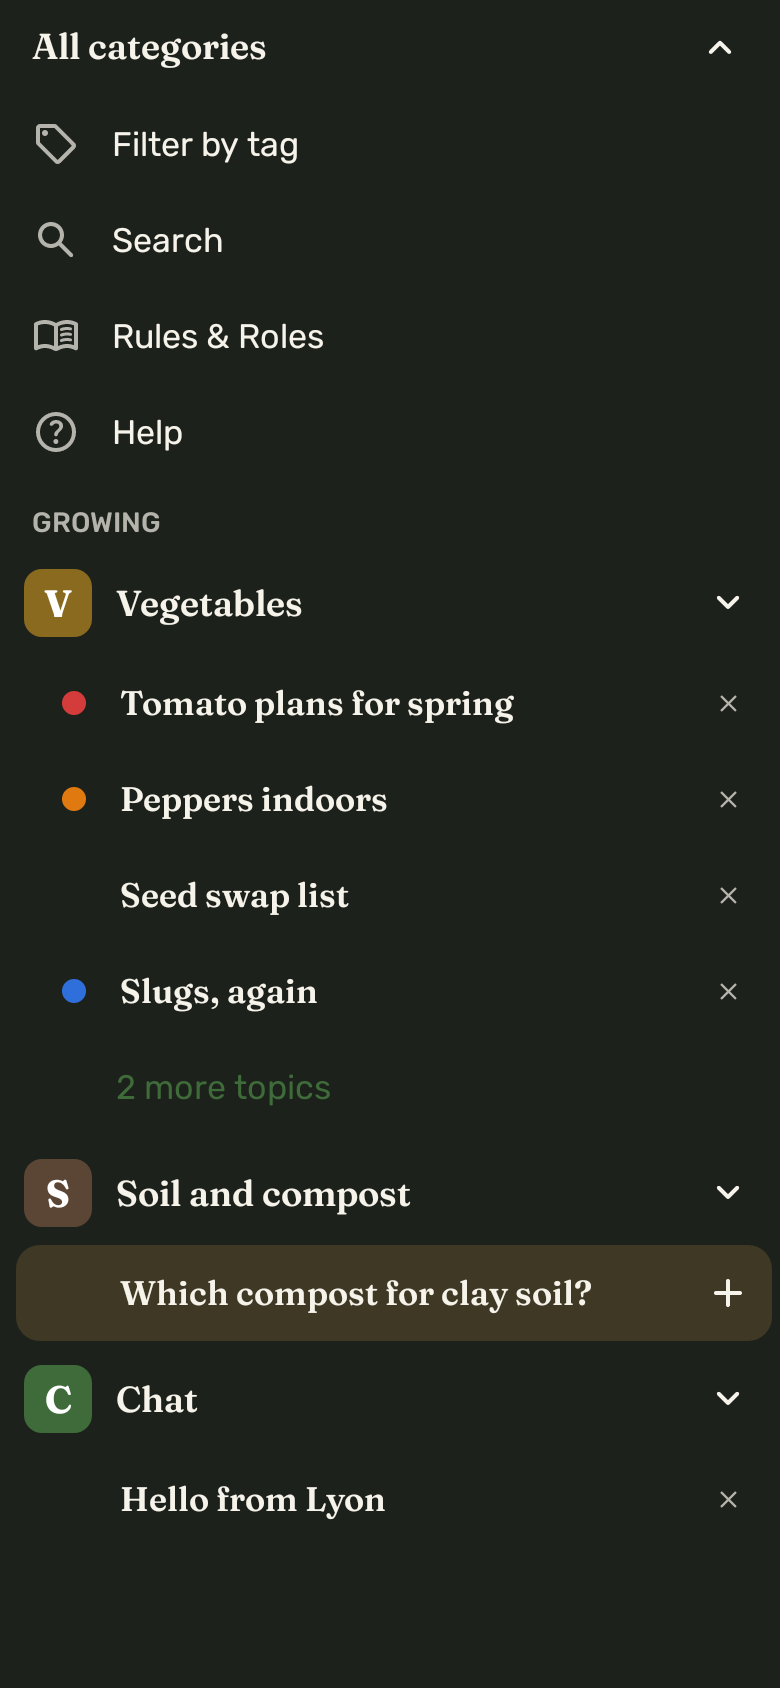 All categories
Filter by tag
Search
Rules & Roles
Help
GROWING
V Vegetables
Tomato plans for spring
Peppers indoors
Seed swap list
Slugs, again
2 more topics
S Soil and compost
Which compost for clay soil?
C Chat
Hello from Lyon